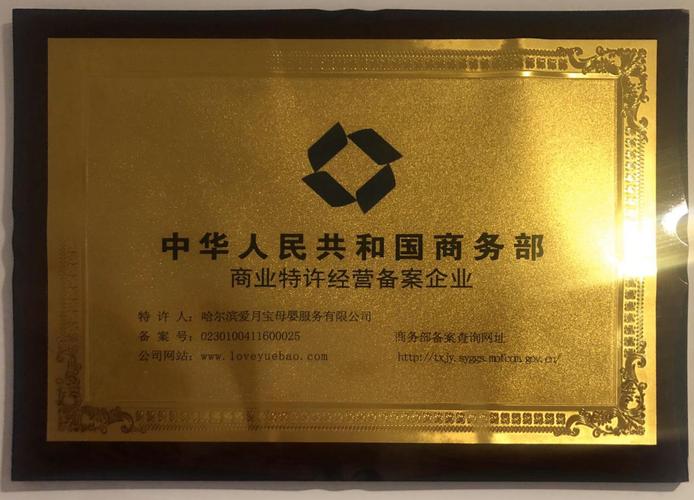 中华人民共和国商务部
商业特许经营备案企业
特 许 人：哈尔滨爱月宝母婴服务有限公司
备 案 号：0230100411600025
商务部备案查询网址
公司网站：www.loveyuebao.com
http://txjy.syggs.mofcom.gov.cn/